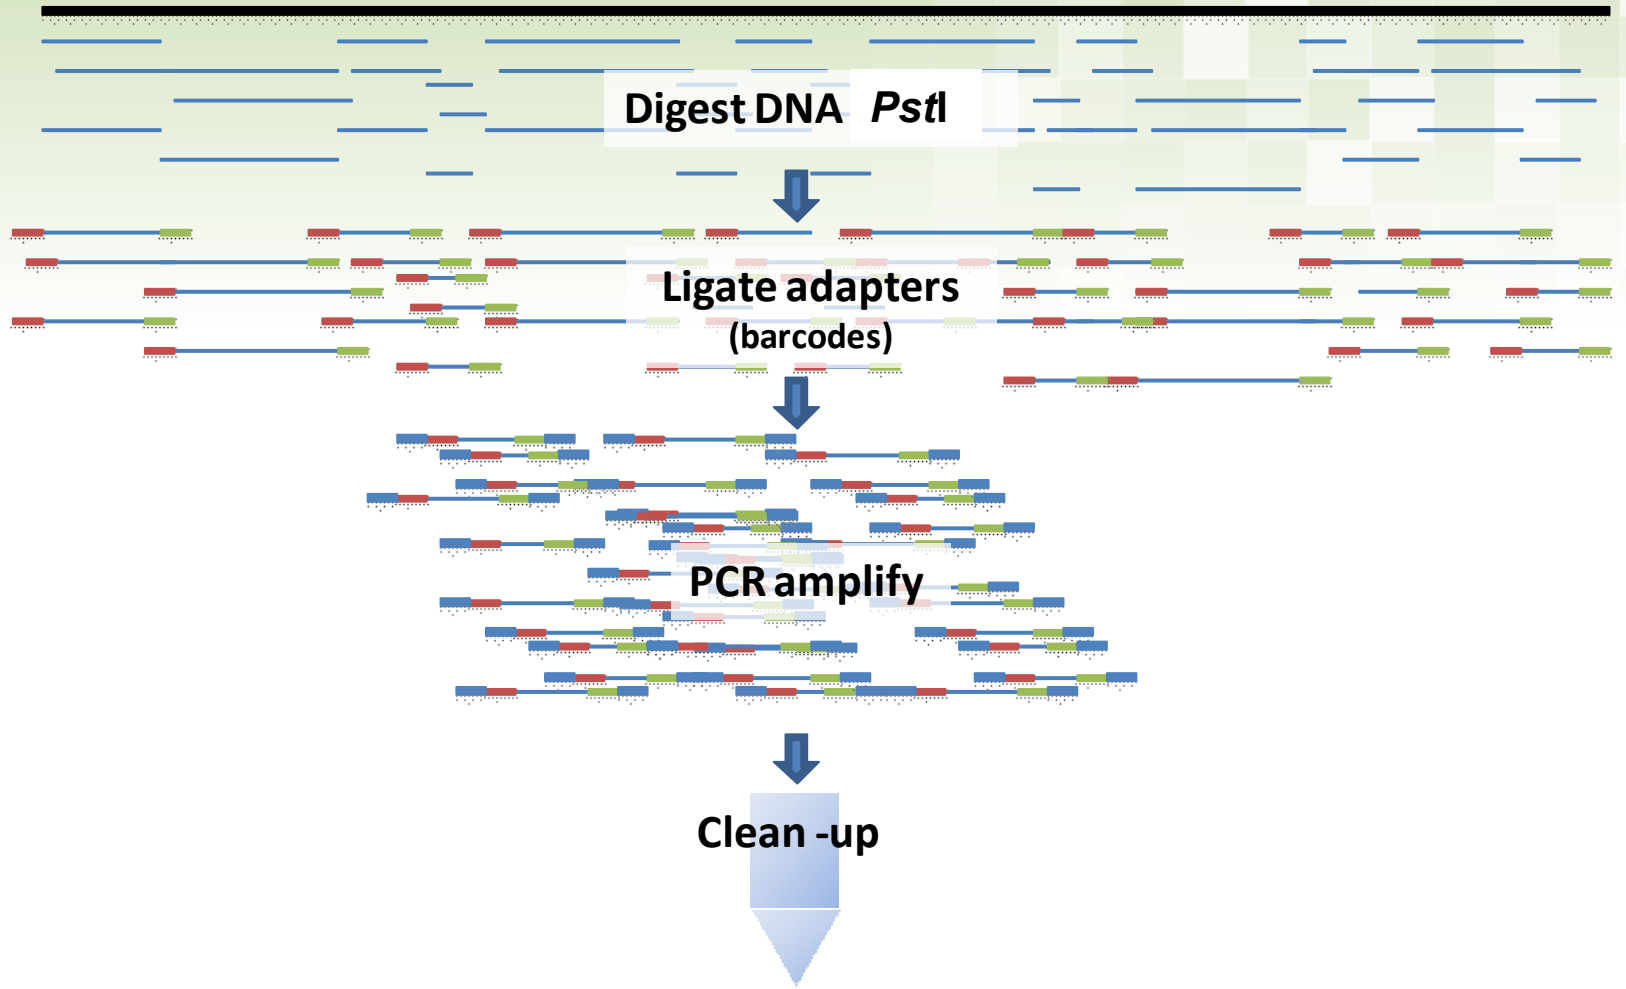 Digest DNA PstI
Ligate adapters
(barcodes)
PCR amplify
Clean -up